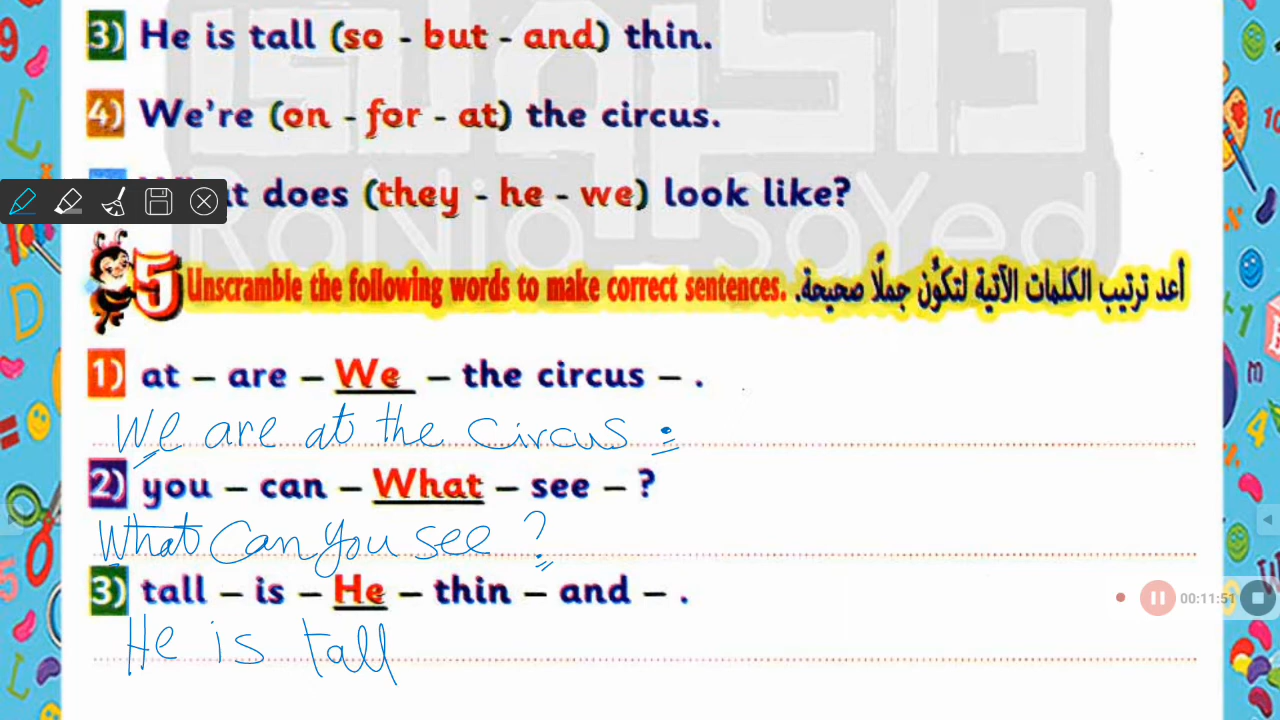 3) He is tall (so - but - and) thin.
4) We're (on - for - at) the circus.
does (they - he - we) look like?
RaNia SaYed
5 Unscramble the following words to make correct sentences. أعد ترتيب الكلمات الآتية لتكوُّن جملًا صحيحة.
1) at – are – We – the circus – .
We are at the circus .
2) you – can – What – see – ?
What Can you see ?
3) tall – is – He – thin – and – .
He is tall
00:11:51